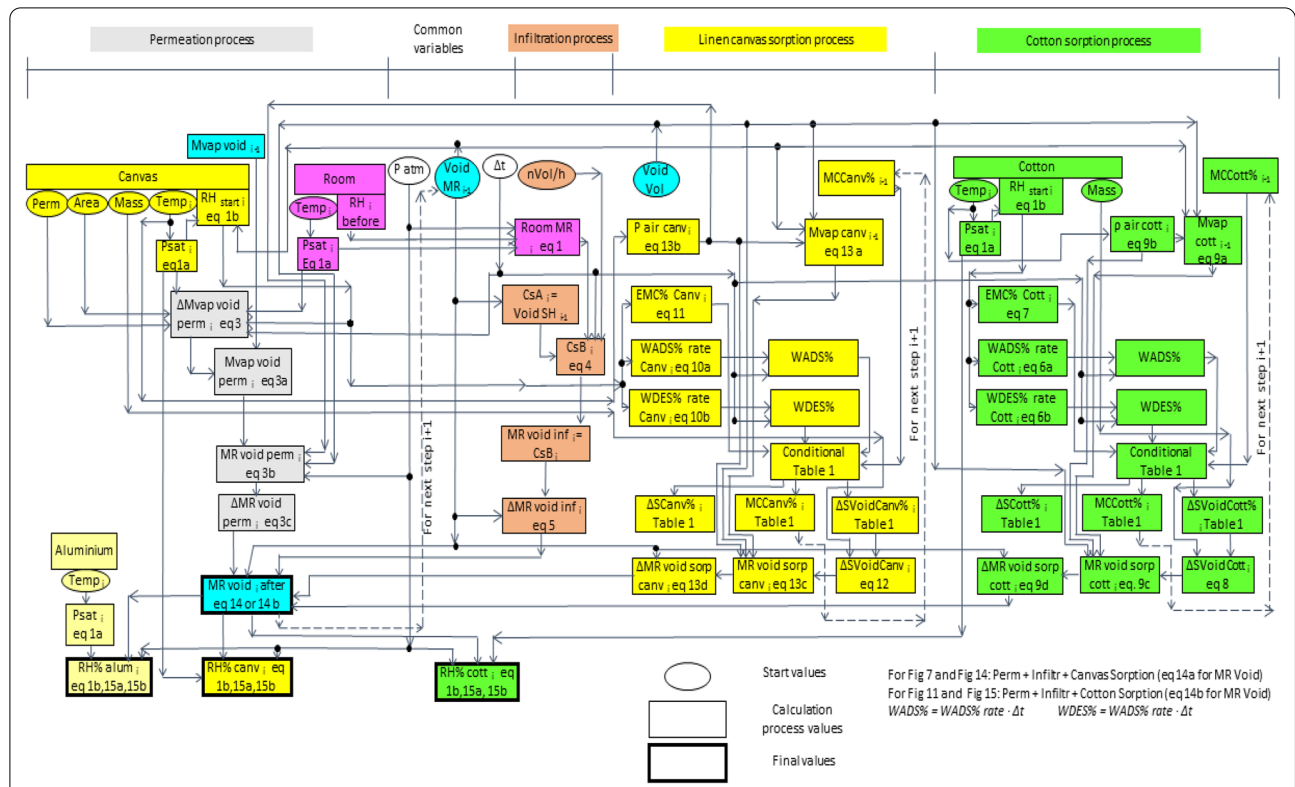 Permeation process
Common
variables
Infiltration process
Linen canvas sorption process
Cotton sorption process
Mvap void i-1
Canvas
Perm
Area
Mass
Temp i
RH start i
eq 1b
Psat i
eq1a
Room
Temp i
RH i
before
Psat i
Eq 1a
P atm
Void
MR i-1
Δt
nVol/h
Void
Vol
MCCanv% i-1
Cotton
Temp i
RH start i
eq 1b
Mass
MCCott% i-1
Psat i
eq 1a
p air cott i
eq 9b
Mvap
cott i-1
eq 9a
Room MR
i eq 1
P air canv i
eq 13b
Mvap canv i-1
eq 13 a
ΔMvap void
perm i eq 3
CsA i =
Void SH i-1
EMC% Canv i
eq 11
EMC% Cott i
eq 7
Mvap void
perm i eq3a
CsB i
eq 4
WADS% rate
Canv i eq 10a
WADS%
WADS% rate
Cott i eq 6a
WADS%
WDES% rate
Canv i eq 10b
WDES%
WDES% rate
Cott i eq 6b
WDES%
MR void perm i
eq 3b
MR void inf i =
CsB i
Conditional
Table 1
Conditional
Table 1
ΔMR void
perm i eq3c
ΔMR void inf i
eq 5
ΔSCanv% i
Table 1
MCCanv% i
Table 1
ΔSVoidCanv%
i Table 1
ΔSCott% i
Table 1
MCCott% i
Table 1
ΔSVoidCott%
i Table 1
For next step i+1
For next step i+1
For next step i+1
Aluminium
Temp i
Psat i
eq 1a
MR void i after
eq 14 or 14 b
ΔMR void sorp
canv i eq 13d
MR void sorp
canv i eq 13c
ΔSVoidCanv i
eq 12
ΔMR void sorp
cott i eq 9d
MR void sorp
cott i eq. 9c
ΔSVoidCott i
eq 8
RH% alum i
eq 1b,15a,15b
RH% canv i eq
1b,15a,15b
RH% cott i eq
1b,15a, 15b
Start values
Calculation
process values
Final values
For Fig 7 and Fig 14: Perm + Infiltr + Canvas Sorption (eq 14a for MR Void)
For Fig 11 and Fig 15: Perm + Infiltr + Cotton Sorption (eq 14b for MR Void)
WADS% = WADS% rate · Δt WDES% = WADS% rate · Δt